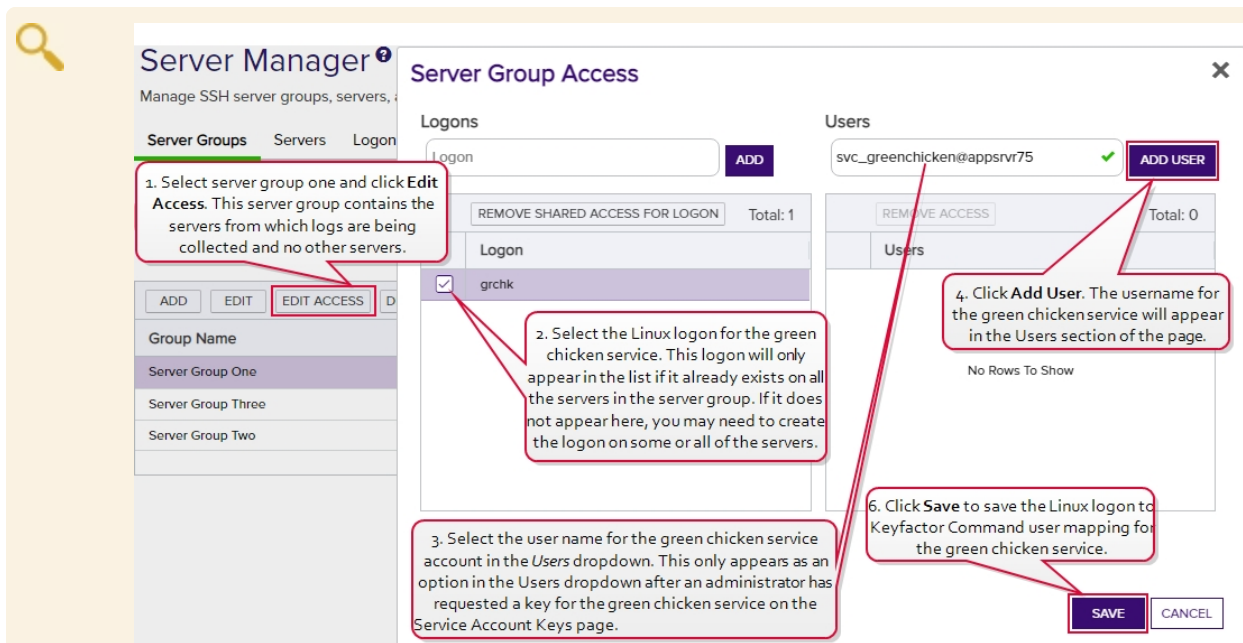 Server Manager ?
Manage SSH server groups, servers,
Server Groups Servers Logon
1. Select server group one and click Edit
Access. This server group contains the
servers from which logs are being
collected and no other servers.
ADD EDIT EDIT ACCESS D
Group Name
Server Group One
Server Group Three
Server Group Two
Server Group Access
Logons
Logon ADD
REMOVE SHARED ACCESS FOR LOGON Total: 1
Logon
grchk
2. Select the Linux logon for the green
chicken service. This logon will only
appear in the list if it already exists on all
the servers in the server group. If it does
not appear here, you may need to create
the logon on some or all of the servers.
3. Select the user name for the green chicken service
account in the Users dropdown. This only appears as an
option in the Users dropdown after an administrator has
requested a key for the green chicken service on the
Service Account Keys page.
Users
svc_greenchicken@appsrvr75 ADD USER
REMOVE ACCESS Total: 0
Users
4. Click Add User. The username for
the green chicken service will appear
in the Users section of the page.
No Rows To Show
6. Click Save to save the Linux logon to
Keyfactor Command user mapping for
the green chicken service.
SAVE CANCEL